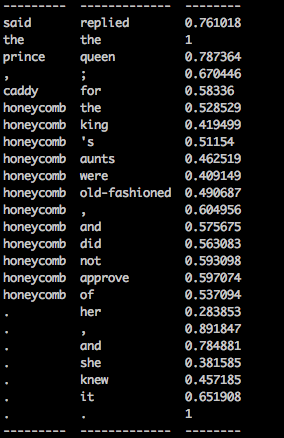 --------- ------------- --------
said replied 0.761018
the the 1
prince queen 0.787364
, ; 0.670446
caddy for 0.58336
honeycomb the 0.528529
honeycomb king 0.419499
honeycomb 's 0.51154
honeycomb aunts 0.462519
honeycomb were 0.409149
honeycomb old-fashioned 0.490687
honeycomb , 0.604956
honeycomb and 0.575675
honeycomb did 0.563083
honeycomb not 0.593098
honeycomb approve 0.597074
honeycomb of 0.537094
. her 0.283853
. , 0.891847
. and 0.784881
. she 0.381585
. knew 0.457185
. it 0.651908
. . 1
--------- ------------- --------